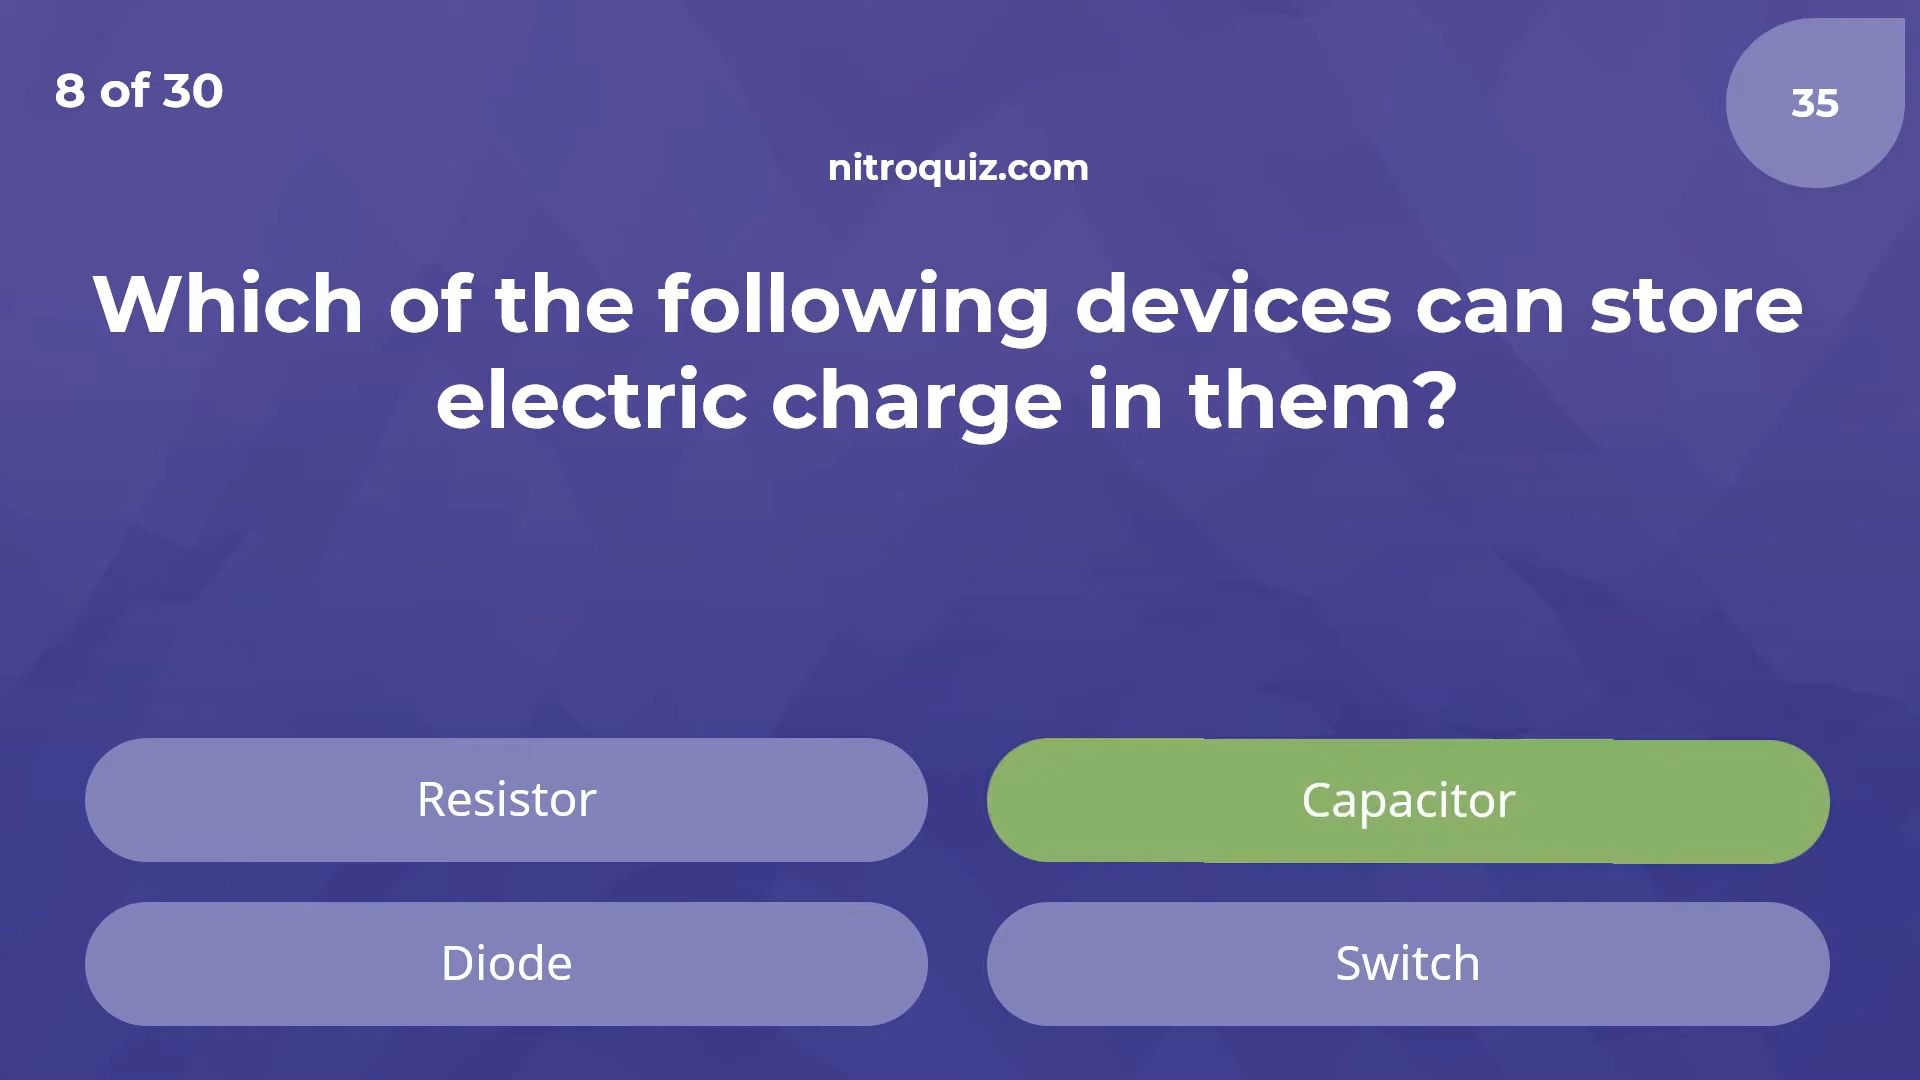 8 of 30
35
nitroquiz.com
Which of the following devices can store
electric charge in them?
Resistor
Capacitor
Diode
Switch